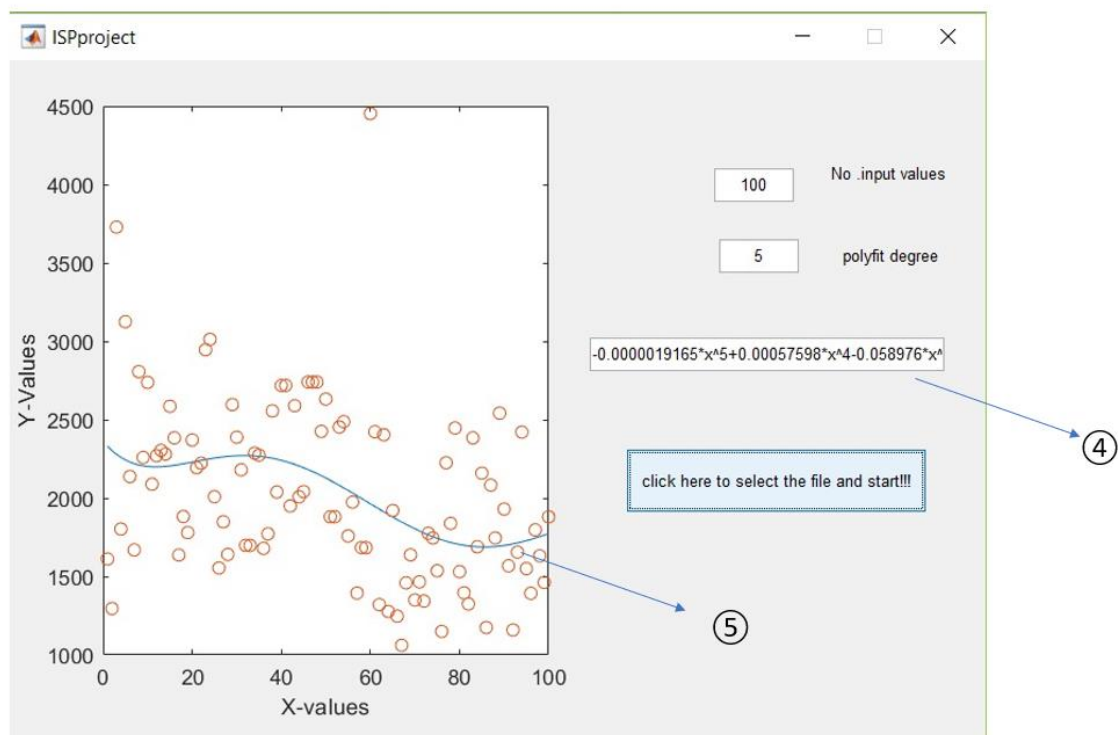 ISPproject
4500
4000
3500
3000
2500
2000
1500
1000
Y-Values
0 20 40 60 80 100
X-values
100 No .input values
5 polyfit degree
-0.0000019165*x^5+0.00057598*x^4-0.058976*x^
click here to select the file and start!!!
④
⑤